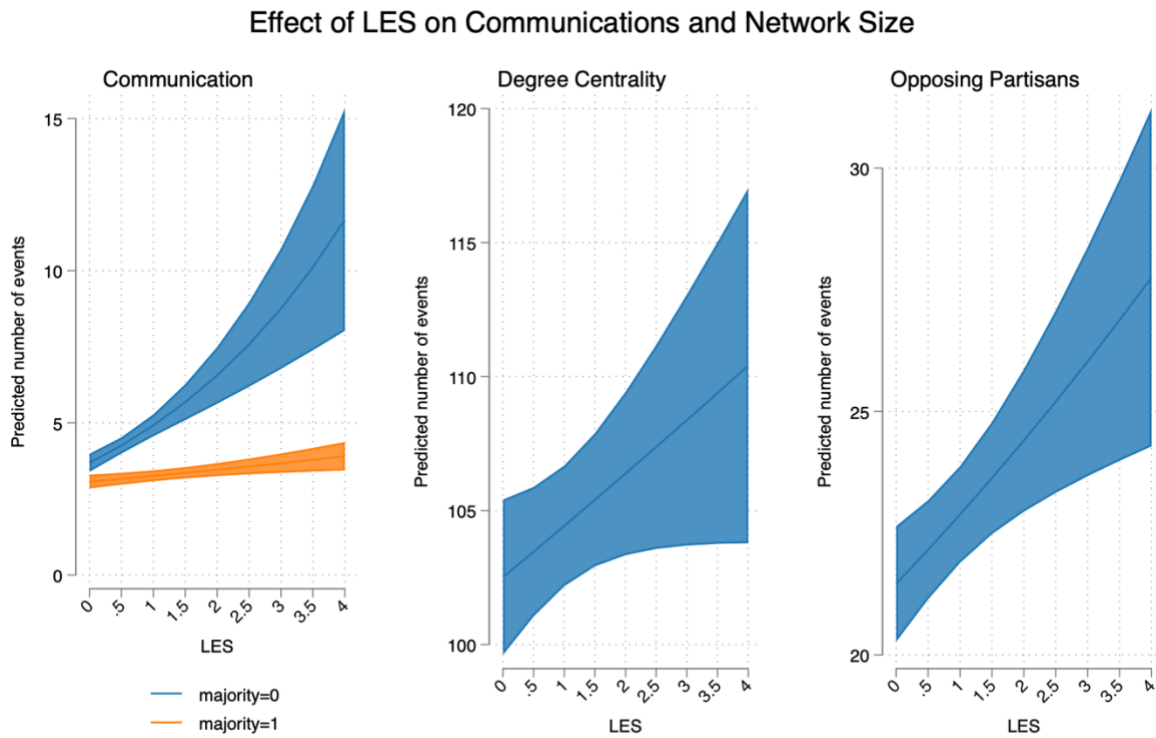 Effect of LES on Communications and Network Size
Communication
Predicted number of events
15
10
5
0
0 .5 1 1.5 2 2.5 3 3.5 4
LES
majority=0
majority=1
Degree Centrality
Predicted number of events
120
115
110
105
100
0 .5 1 1.5 2 2.5 3 3.5 4
LES
Opposing Partisans
Predicted number of events
30
25
20
0 .5 1 1.5 2 2.5 3 3.5 4
LES